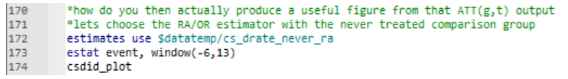 170 *how do you then actually produce a useful figure from that ATT(g,t) output
171 *lets choose the RA/OR estimator with the never treated comparison group
172 estimates use $datatemp/cs_drate_never_ra
173 estat event, window(-6,13)
174 csdid_plot